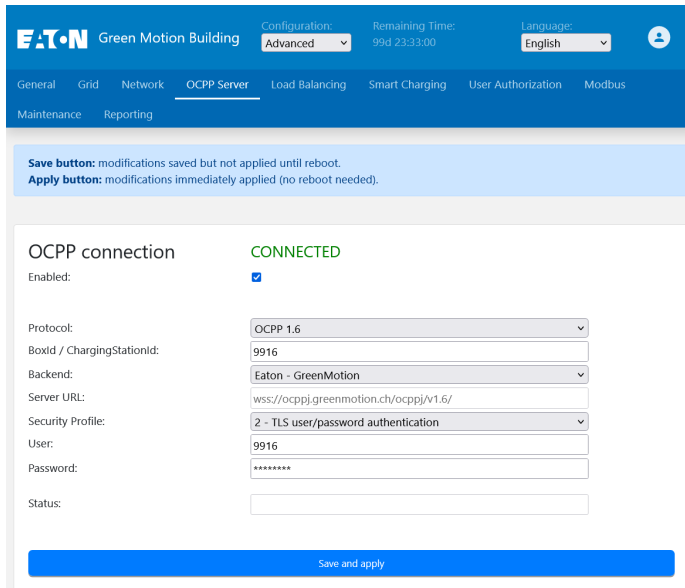 EATON Green Motion Building
Configuration:
Advanced
Remaining Time:
99d 23:33:00
Language:
English
General Grid Network OCPP Server Load Balancing Smart Charging User Authorization Modbus
Maintenance Reporting
Save button: modifications saved but not applied until reboot.
Apply button: modifications immediately applied (no reboot needed).
OCPP connection CONNECTED
Enabled:
Protocol: OCPP 1.6
BoxId / ChargingStationId: 9916
Backend: Eaton - GreenMotion
Server URL: wss://ocppj.greenmotion.ch/ocppj/v1.6/
Security Profile: 2 - TLS user/password authentication
User: 9916
Password: ********
Status:
Save and apply